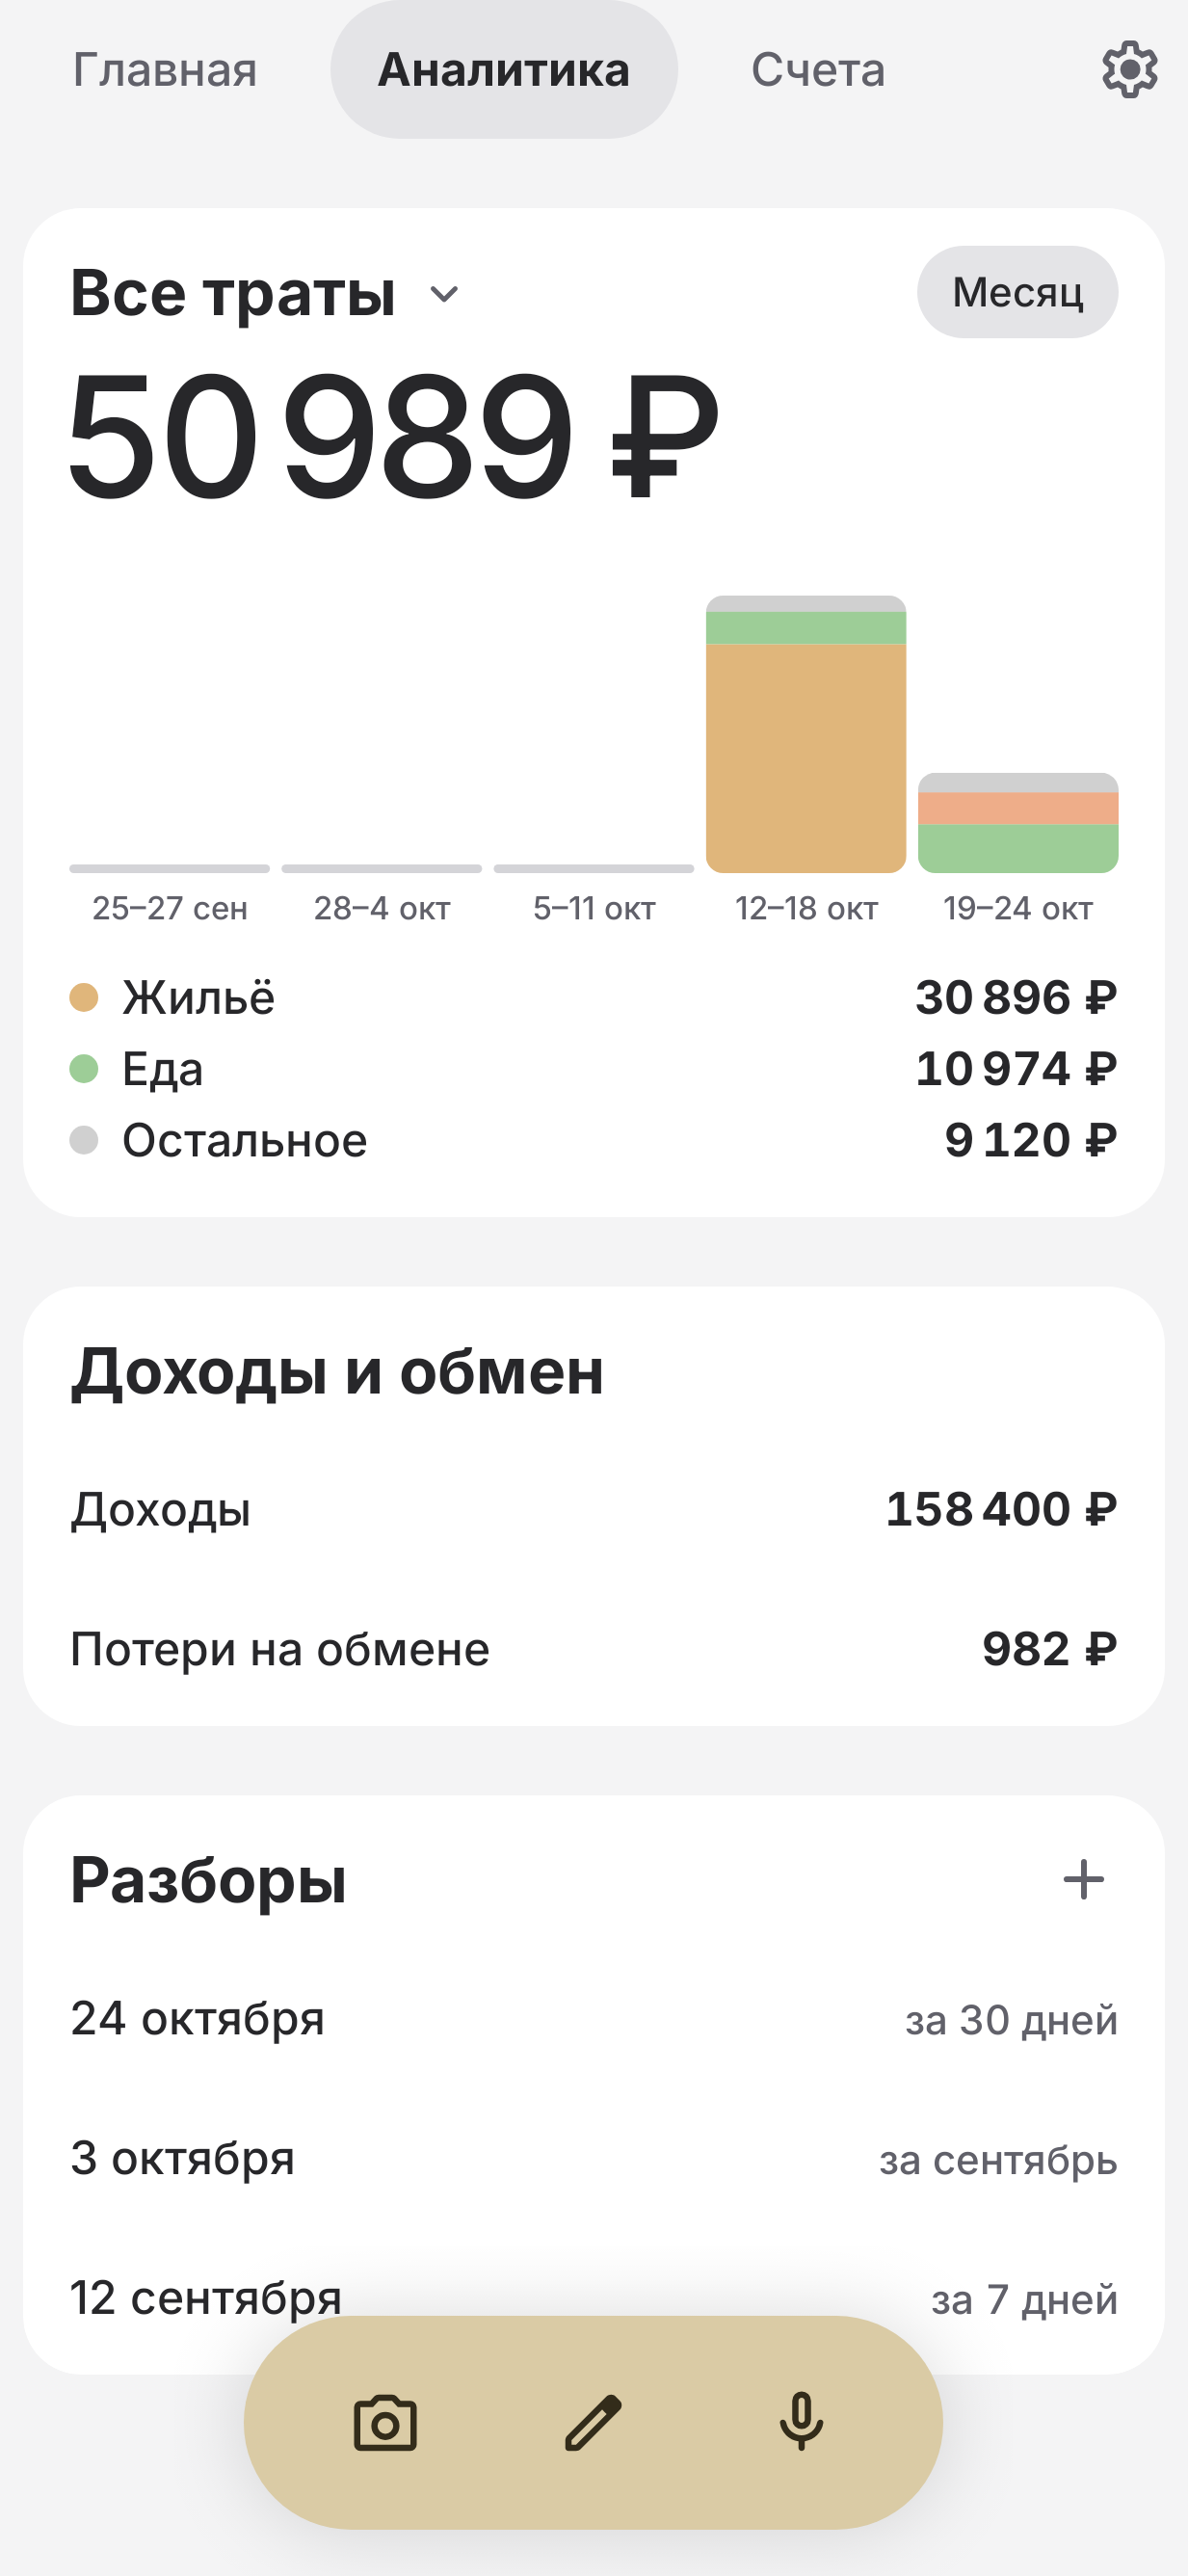 Главная Аналитика Счета
Все траты Месяц
50 989 ₽
25–27 сен 28–4 окт 5–11 окт 12–18 окт 19–24 окт
Жильё 30 896 ₽
Еда 10 974 ₽
Остальное 9 120 ₽
Доходы и обмен
Доходы 158 400 ₽
Потери на обмене 982 ₽
Разборы
24 октября за 30 дней
3 октября за сентябрь
12 сентября за 7 дней